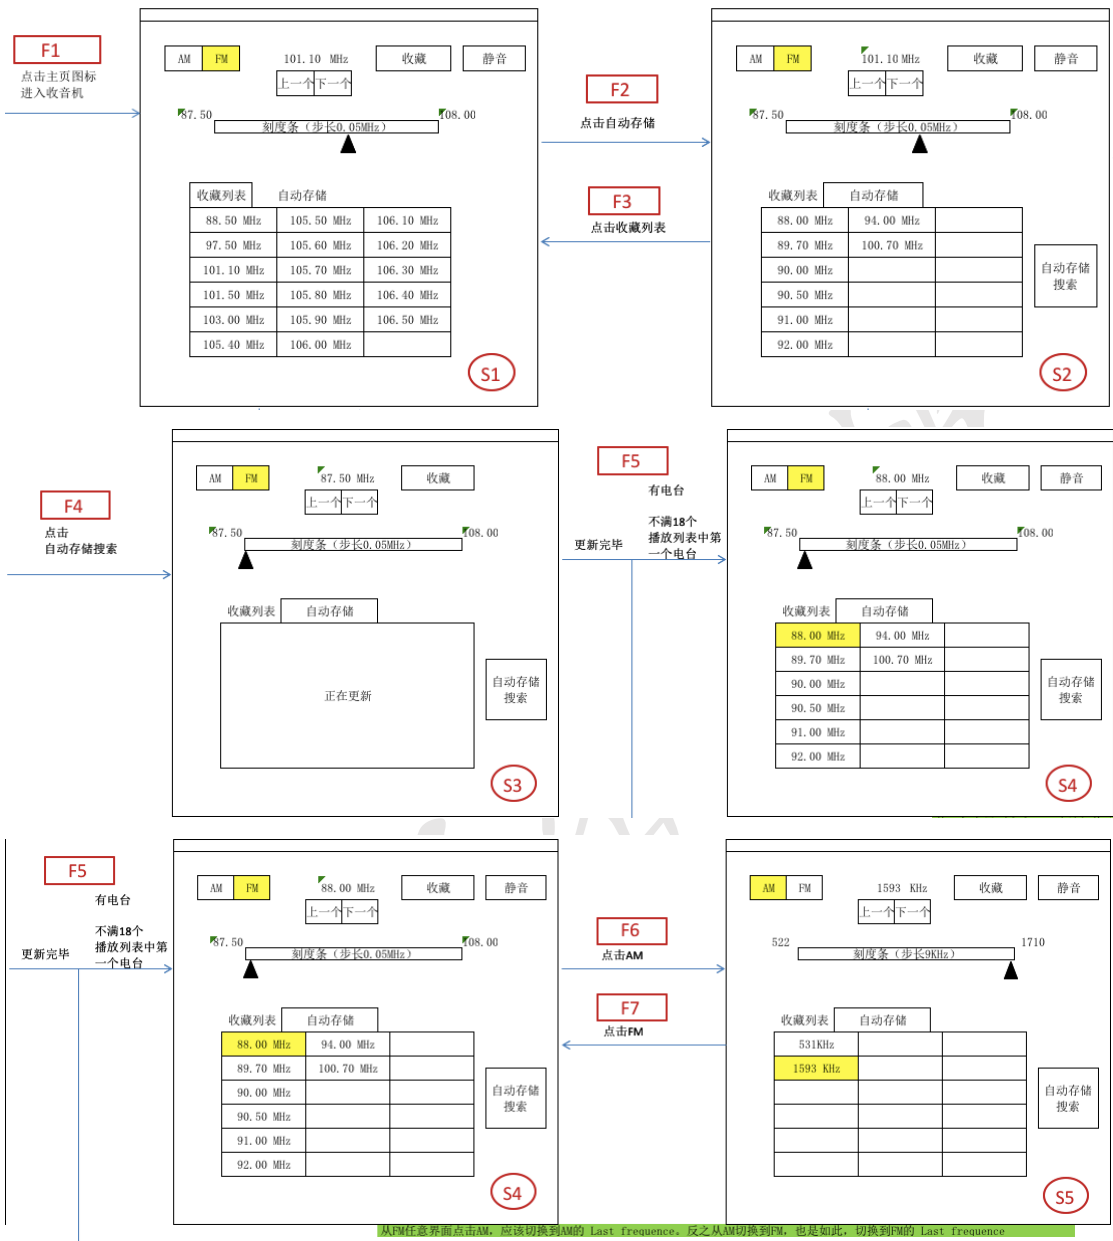 F1
点击主页图标
进入收音机
AM FM 101.10 MHz 收藏 静音
上一个 下一个
87.50 108.00
刻度条（步长0.05MHz）
收藏列表 自动存储
88.50 MHz 105.50 MHz 106.10 MHz
97.50 MHz 105.60 MHz 106.20 MHz
101.10 MHz 105.70 MHz 106.30 MHz
101.50 MHz 105.80 MHz 106.40 MHz
103.00 MHz 105.90 MHz 106.50 MHz
105.40 MHz 106.00 MHz
S1
F2
点击自动存储
F3
点击收藏列表
AM FM 101.10 MHz 收藏 静音
上一个 下一个
87.50 108.00
刻度条（步长0.05MHz）
收藏列表 自动存储
88.00 MHz 94.00 MHz
89.70 MHz 100.70 MHz
90.00 MHz
90.50 MHz
91.00 MHz
92.00 MHz
自动存储
搜索
S2
F4
点击
自动存储搜索
AM FM 87.50 MHz 收藏
上一个 下一个
87.50 108.00
刻度条（步长0.05MHz）
收藏列表 自动存储
正在更新
自动存储
搜索
S3
F5
有电台
不满18个
播放列表中第
一个电台
更新完毕
AM FM 88.00 MHz 收藏 静音
上一个 下一个
87.50 108.00
刻度条（步长0.05MHz）
收藏列表 自动存储
88.00 MHz 94.00 MHz
89.70 MHz 100.70 MHz
90.00 MHz
90.50 MHz
91.00 MHz
92.00 MHz
自动存储
搜索
S4
F5
有电台
不满18个
播放列表中第
一个电台
更新完毕
AM FM 88.00 MHz 收藏 静音
上一个 下一个
87.50 108.00
刻度条（步长0.05MHz）
收藏列表 自动存储
88.00 MHz 94.00 MHz
89.70 MHz 100.70 MHz
90.00 MHz
90.50 MHz
91.00 MHz
92.00 MHz
自动存储
搜索
S4
F6
点击AM
F7
点击FM
AM FM 1593 KHz 收藏 静音
上一个 下一个
522 1710
刻度条（步长9KHz）
收藏列表 自动存储
531KHz
1593 KHz
自动存储
搜索
S5
从FM任意界面点击AM，应该切换到AM的 Last frequence。反之从AM切换到FM，也是如此，切换到FM的 Last frequence